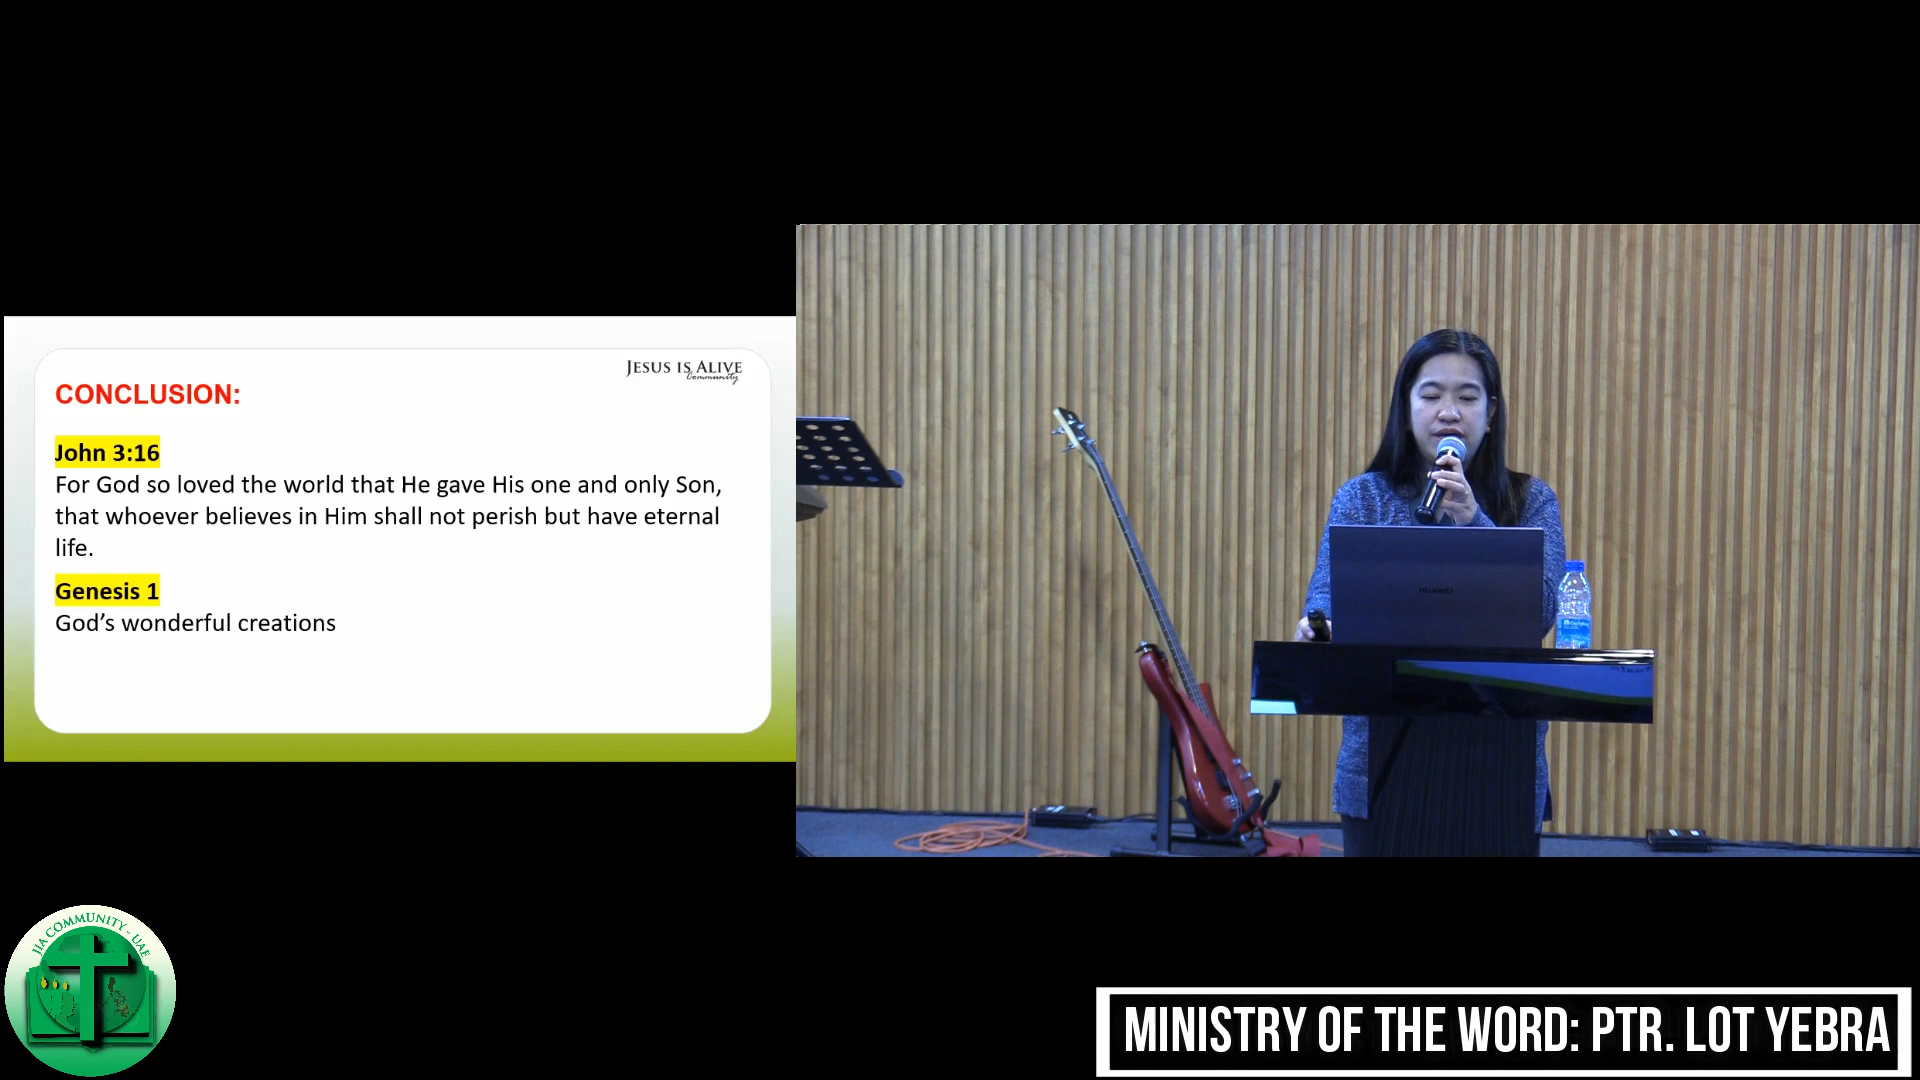 JESUS IS ALIVE
Community
CONCLUSION:
John 3:16
For God so loved the world that He gave His one and only Son,
that whoever believes in Him shall not perish but have eternal
life.
Genesis 1
God’s wonderful creations
HUAWEI
JIA COMMUNITY - UAE
MINISTRY OF THE WORD: PTR. LOT YEBRA